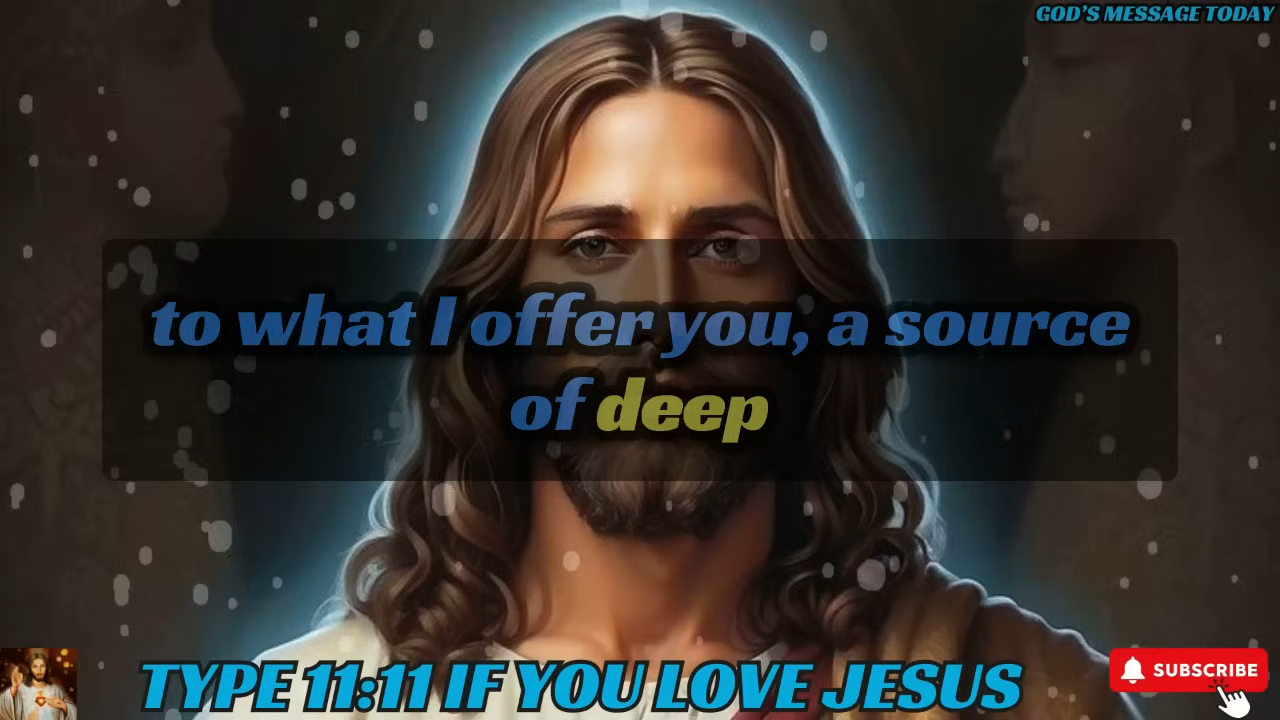 GOD'S MESSAGE TODAY
to what I offer you, a source
of deep
TYPE 11:11 IF YOU LOVE JESUS
SUBSCRIBE